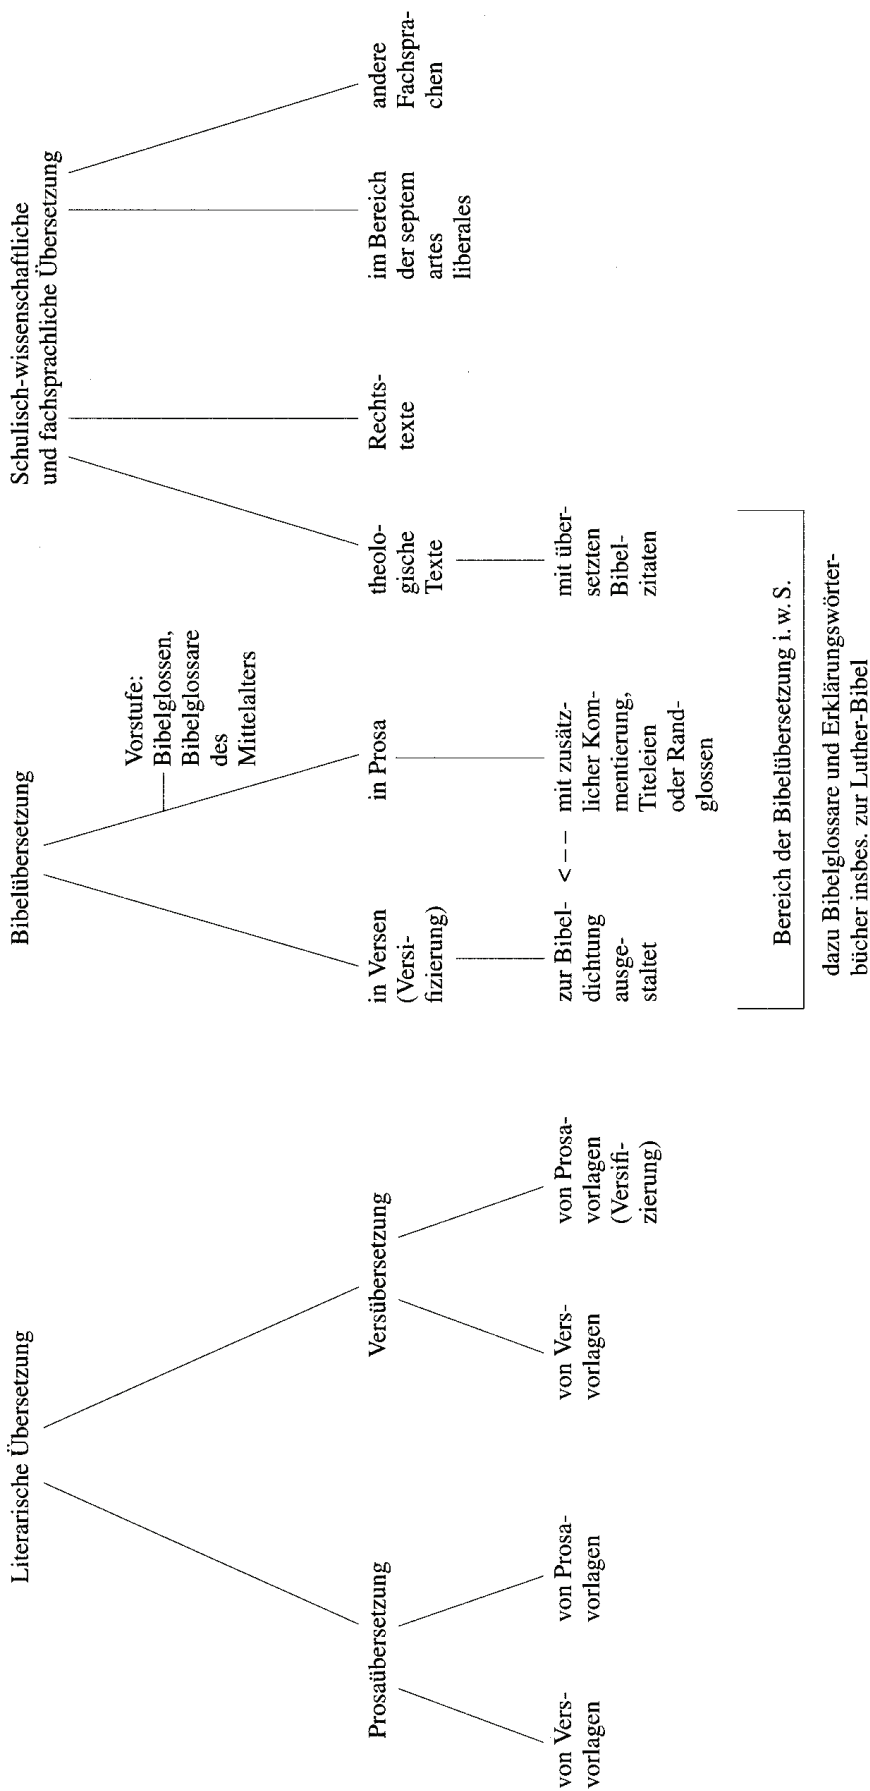 Literarische Übersetzung
Prosaübersetzung
von Vers-
vorlagen
von Prosa-
vorlagen
Versübersetzung
von Vers-
vorlagen
von Prosa-
vorlagen
(Versifi-
zierung)
Bibelübersetzung
Vorstufe:
Bibelglossen,
Bibelglossare
des
Mittelalters
in Versen
(Versi-
fizierung)
zur Bibel-
dichtung
ausge-
staltet
< – –
in Prosa
mit zusätz-
licher Kom-
mentierung,
Titeleien
oder Rand-
glossen
Schulisch-wissenschaftliche
und fachsprachliche Übersetzung
theolo-
gische
Texte
mit über-
setzten
Bibel-
zitaten
Rechts-
texte
im Bereich
der septem
artes
liberales
andere
Fachspra-
chen
Bereich der Bibelübersetzung i. w. S.
dazu Bibelglossare und Erklärungswörter-
bücher insbes. zur Luther-Bibel